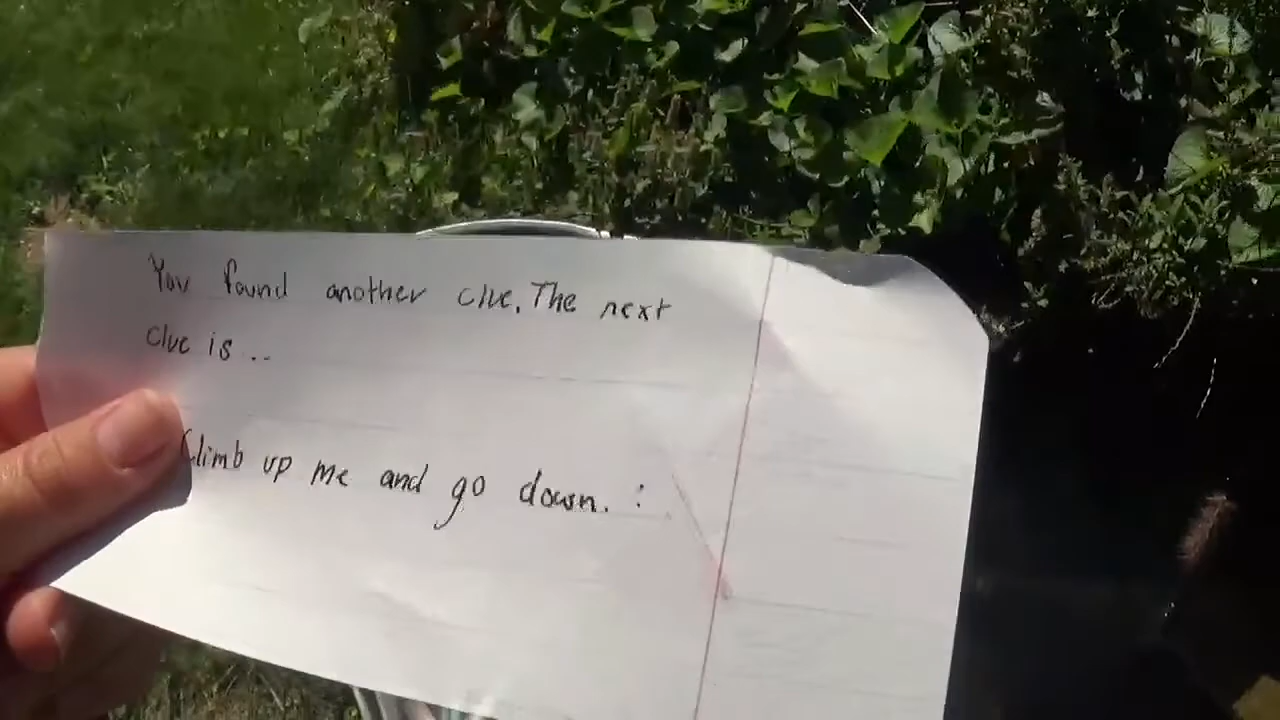 You found another clue. The next
clue is ..
Climb up me and go down. :